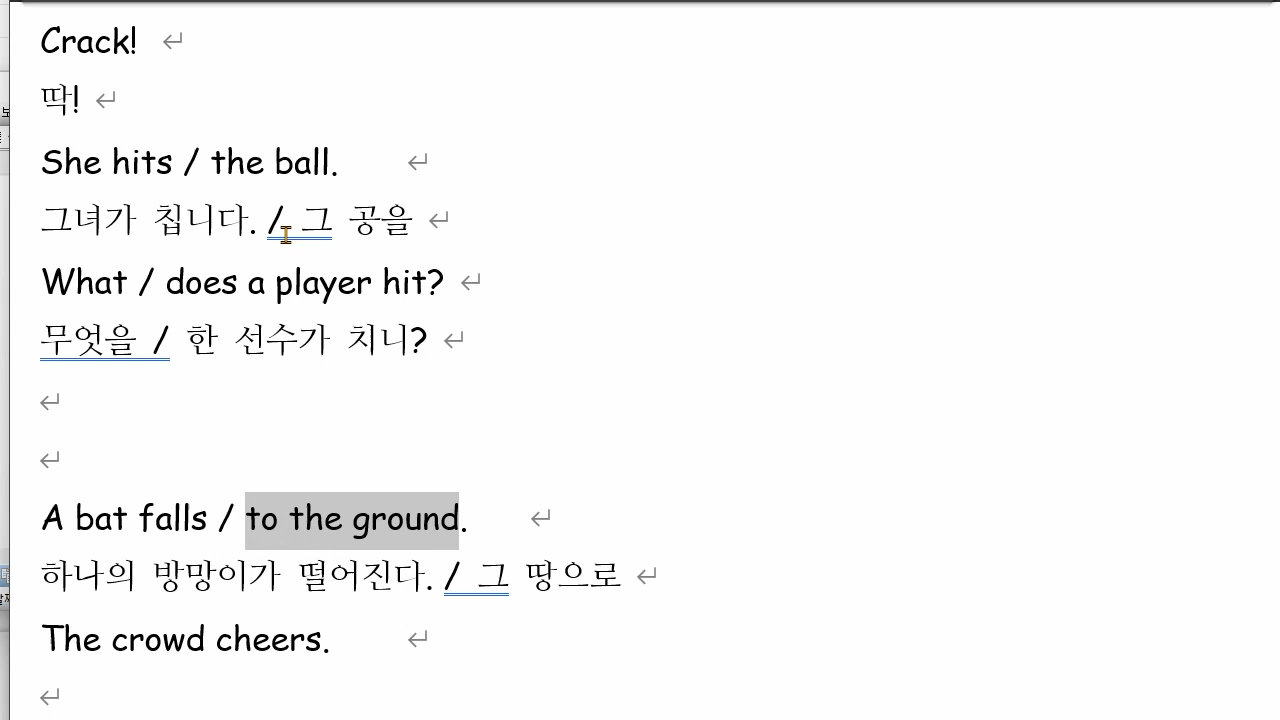 Crack!
딱!
She hits / the ball.
그녀가 칩니다. / 그 공을
What / does a player hit?
무엇을 / 한 선수가 치니?
A bat falls / to the ground.
하나의 방망이가 떨어진다. / 그 땅으로
The crowd cheers.